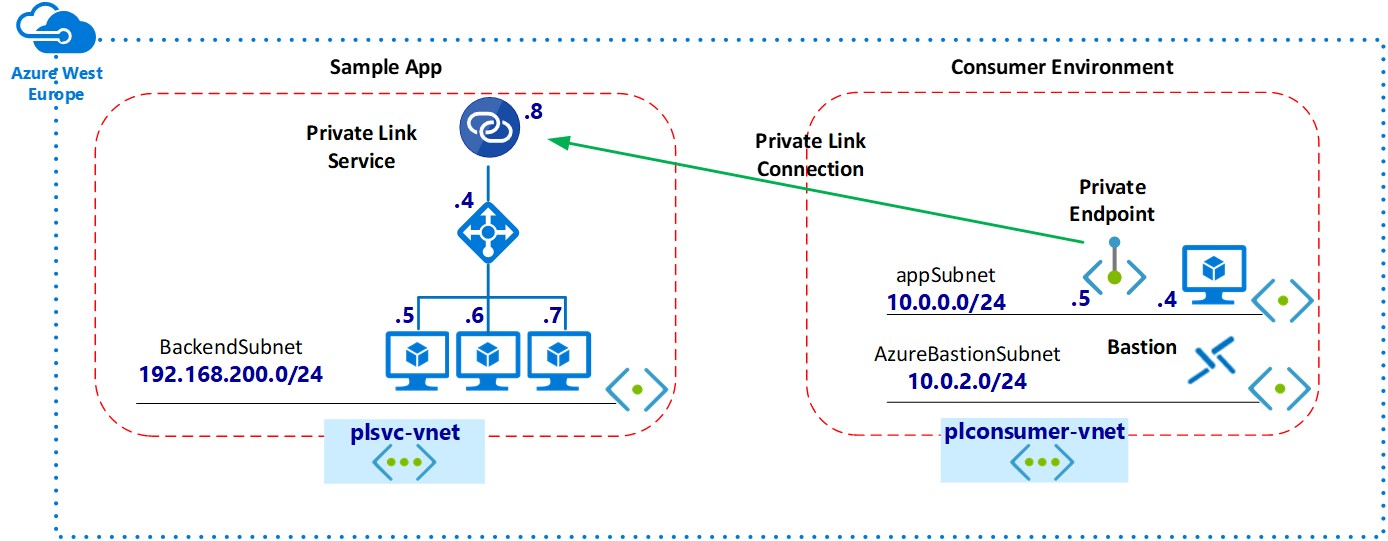 Azure West
Europe
Sample App
Consumer Environment
Private Link
Service
.8
Private Link
Connection
Private
Endpoint
.4
.5
.6
.7
BackendSubnet
192.168.200.0/24
plsvc-vnet
appSubnet
10.0.0.0/24
.5
.4
AzureBastionSubnet
10.0.2.0/24
Bastion
plconsumer-vnet